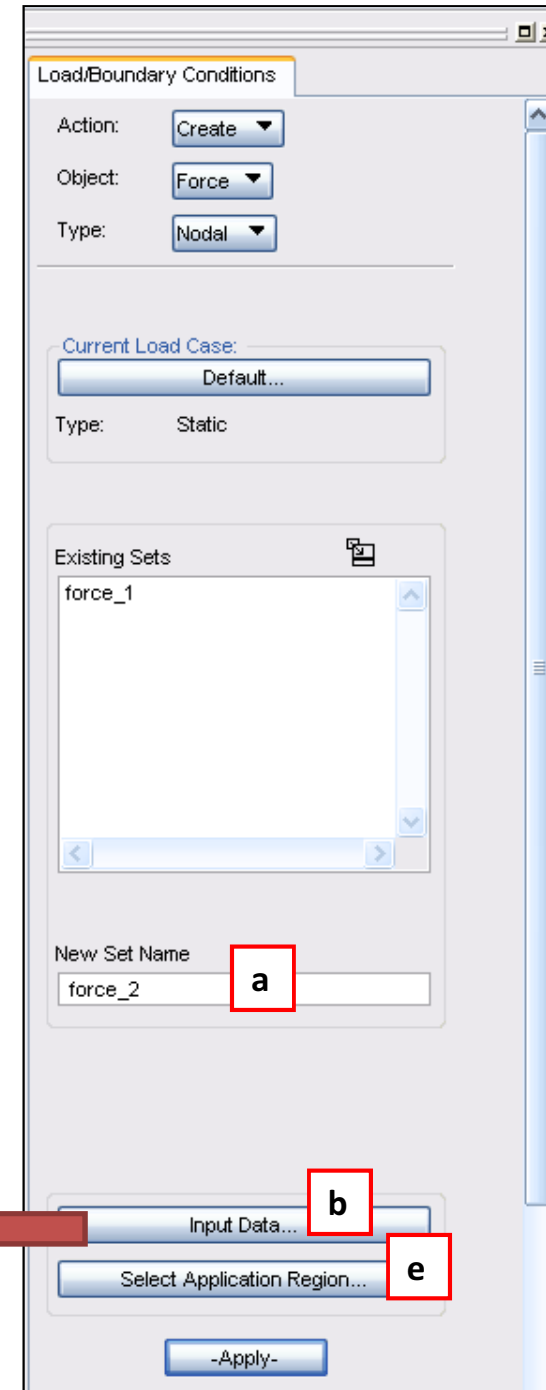 Load/Boundary Conditions
Action: Create
Object: Force
Type: Nodal
Current Load Case:
Default...
Type: Static
Existing Sets
force_1
New Set Name
a
force_2
b
Input Data...
e
Select Application Region...
-Apply-